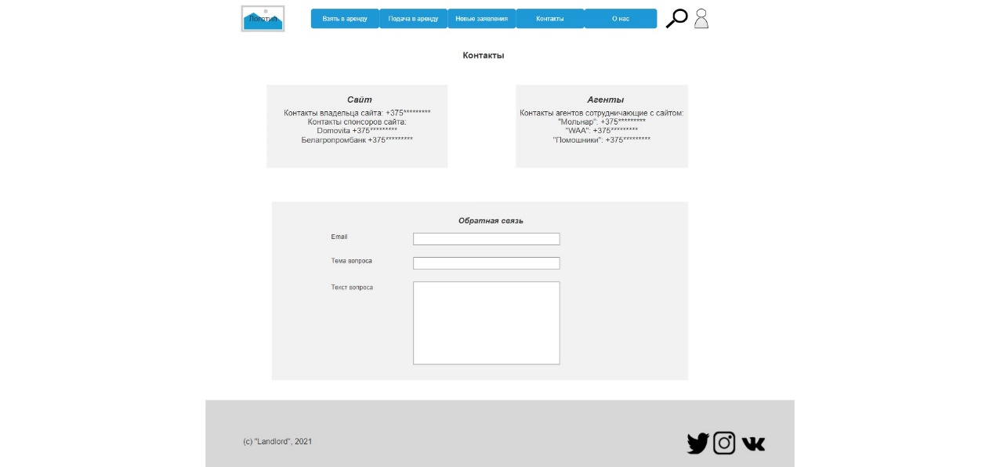 Логотип
Взять в аренду
Подача в аренду
Новые заявления
Контакты
О нас
Контакты
Сайт
Контакты владельца сайта: +375*********
Контакты спонсоров сайта:
Domovita +375*********
Белагропромбанк +375*********
Агенты
Контакты агентов сотрудничающие с сайтом:
"Мольнар": +375*********
"WAA": +375*********
"Помошники": +375*********
Обратная связь
Email
Тема вопроса
Текст вопроса
(c) "Landlord", 2021